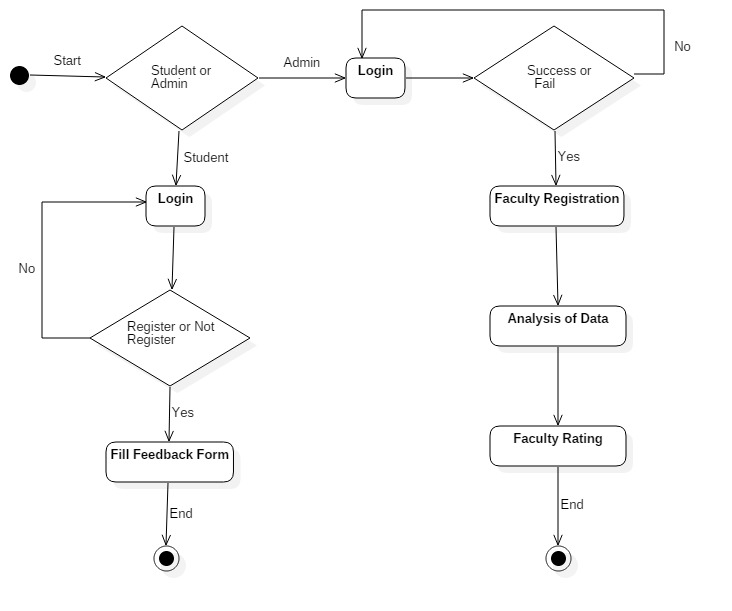 Start
Student or
Admin
Admin
Login
Success or
Fail
No
Student
Yes
Login
Faculty Registration
No
Register or Not
Register
Analysis of Data
Yes
Fill Feedback Form
Faculty Rating
End
End